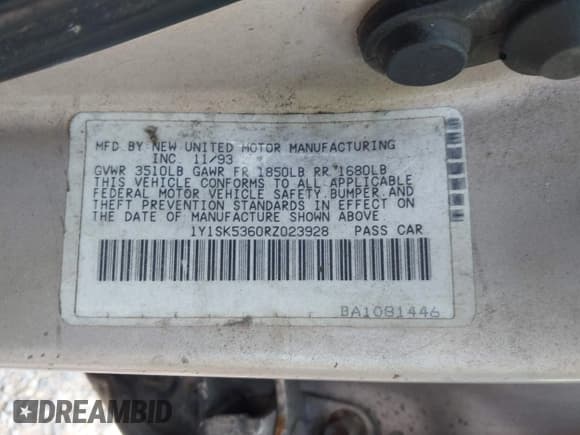 MFD BY NEW UNITED MOTOR MANUFACTURING
INC. 11/93
GVWR 3510LB GAWR FR 1850LB RR 1680LB
THIS VEHICLE CONFORMS TO ALL APPLICABLE
FEDERAL MOTOR VEHICLE SAFETY, BUMPER, AND
THEFT PREVENTION STANDARDS IN EFFECT ON
THE DATE OF MANUFACTURE SHOWN ABOVE.
1Y1SK5360RZ023928 PASS CAR
BA1081446
DREAMBID